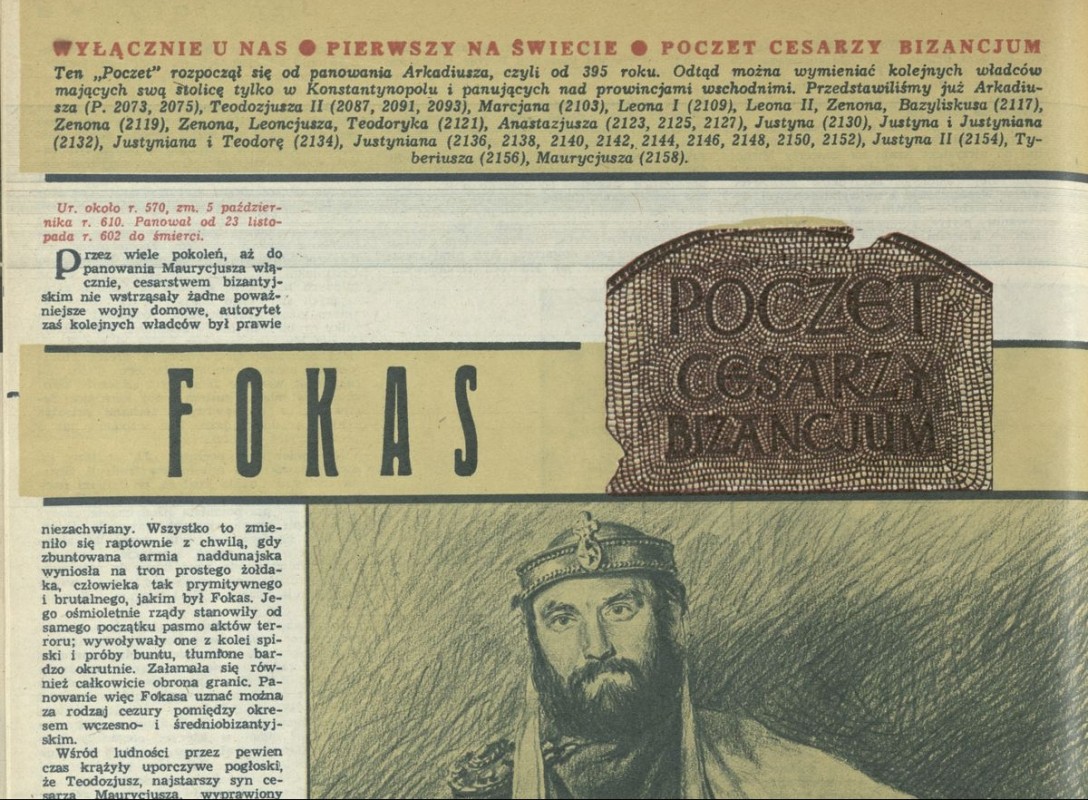 WYŁĄCZNIE U NAS ● PIERWSZY NA ŚWIECIE ● POCZET CESARZY BIZANCJUM
Ten „Poczet” rozpoczął się od panowania Arkadiusza, czyli od 395 roku. Odtąd można wymieniać kolejnych władców
mających swą stolicę tylko w Konstantynopolu i panujących nad prowincjami wschodnimi. Przedstawiliśmy już Arkadiu-
sza (P. 2073, 2075), Teodozjusza II (2087, 2091, 2093), Marcjana (2103), Leona I (2109), Leona II, Zenona, Bazyliskusa (2117),
Zenona (2119), Zenona, Leoncjusza, Teodoryka (2121), Anastazjusza (2123, 2125, 2127), Justyna (2130), Justyna i Justyniana
(2132), Justyniana i Teodorę (2134), Justyniana (2136, 2138, 2140, 2142, 2144, 2146, 2148, 2150, 2152), Justyna II (2154), Ty-
beriusza (2156), Maurycjusza (2158).
Ur. około r. 570, zm. 5 paździer-
nika r. 610. Panował od 23 listo-
pada r. 602 do śmierci.
Przez wiele pokoleń, aż do
panowania Maurycjusza włą-
cznie, cesarstwem bizantyj-
skim nie wstrząsały żadne poważ-
niejsze wojny domowe, autorytet
zaś kolejnych władców był prawie
POCZET
CESARZY
BIZANCJUM
FOKAS
niezachwiany. Wszystko to zmie-
niło się raptownie z chwilą, gdy
zbuntowana armia naddunajska
wyniosła na tron prostego żołda-
ka, człowieka tak prymitywnego
i brutalnego, jakim był Fokas. Je-
go ośmioletnie rządy stanowiły od
samego początku pasmo aktów ter-
roru; wywoływały one z kolei spi-
ski i próby buntu, tłumione bar-
dzo okrutnie. Załamała się rów-
nież całkowicie obrona granic. Pa-
nowanie więc Fokasa uznać można
za rodzaj cezury pomiędzy okre-
sem wczesno- i średniobizantyj-
skim.
Wśród ludności przez pewien
czas krążyły uporczywe pogłoski,
że Teodozjusz, najstarszy syn ce-
sarza Maurycjusza, wyprawiony